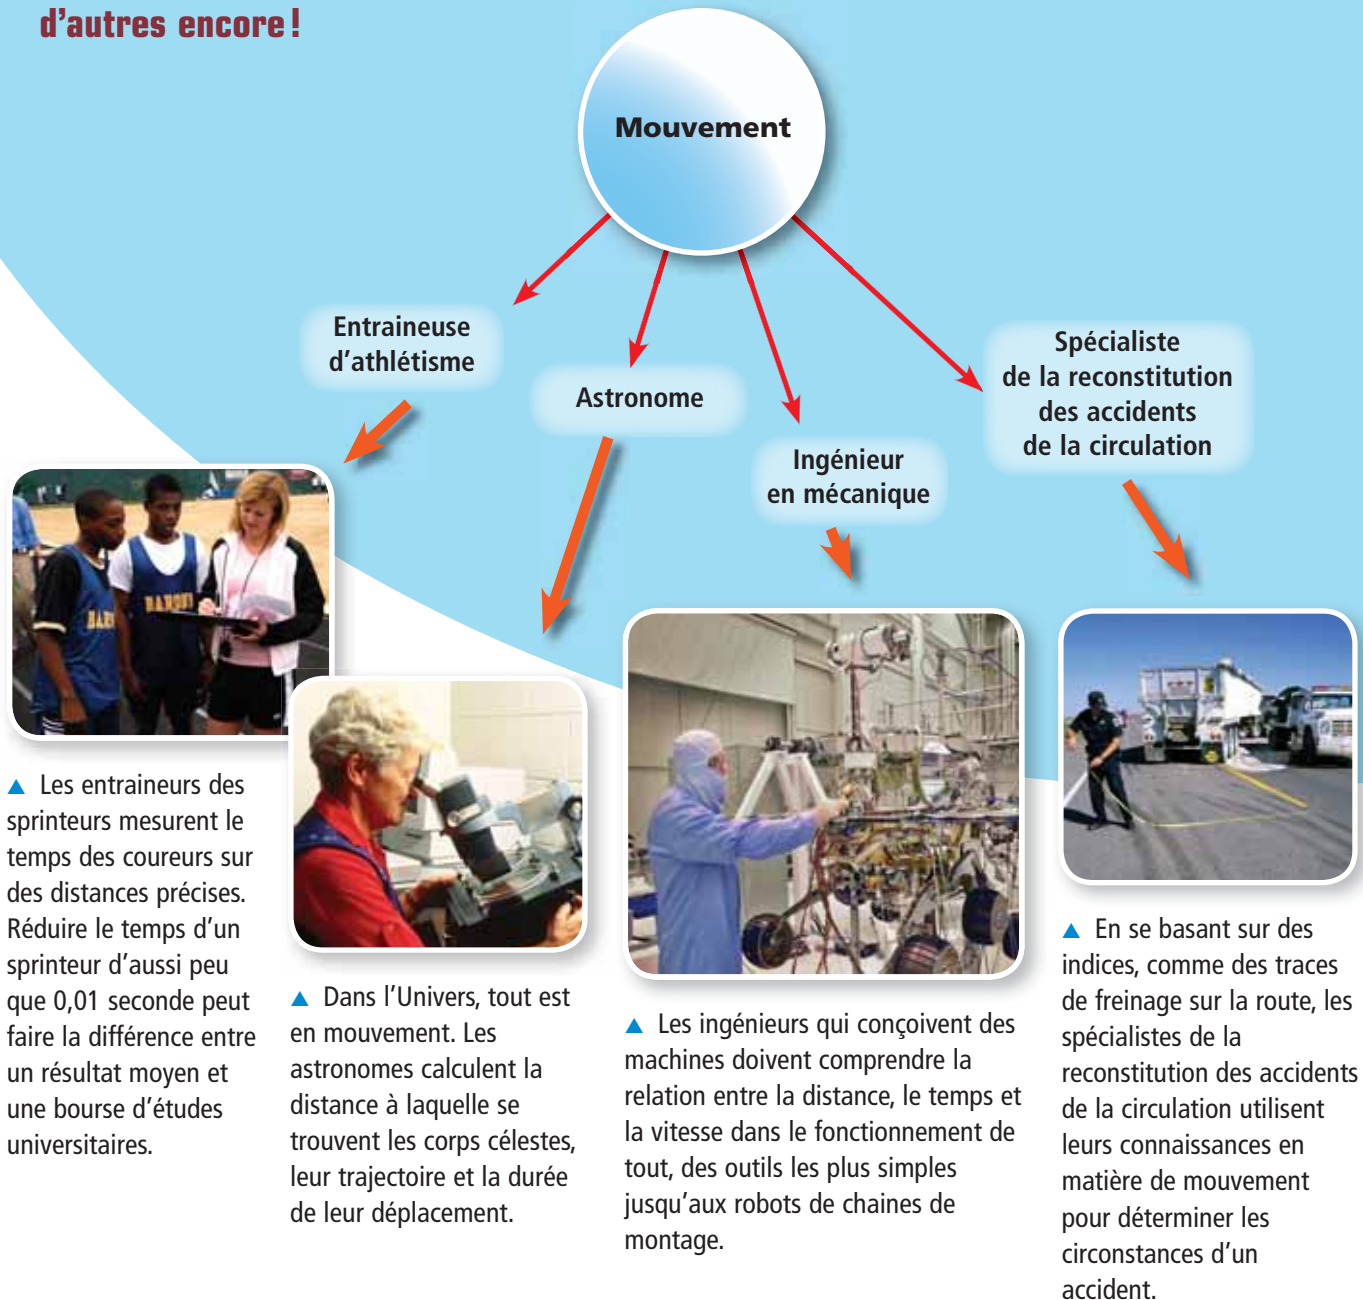 d'autres encore !
Mouvement
Entraineuse
d'athlétisme
Astronome
Ingénieur
en mécanique
Spécialiste
de la reconstitution
des accidents
de la circulation
▲ Les entraineurs des
sprinteurs mesurent le
temps des coureurs sur
des distances précises.
Réduire le temps d'un
sprinteur d'aussi peu
que 0,01 seconde peut
faire la différence entre
un résultat moyen et
une bourse d'études
universitaires.
▲ Dans l'Univers, tout est
en mouvement. Les
astronomes calculent la
distance à laquelle se
trouvent les corps célestes,
leur trajectoire et la durée
de leur déplacement.
▲ Les ingénieurs qui conçoivent des
machines doivent comprendre la
relation entre la distance, le temps et
la vitesse dans le fonctionnement de
tout, des outils les plus simples
jusqu'aux robots de chaines de
montage.
▲ En se basant sur des
indices, comme des traces
de freinage sur la route, les
spécialistes de la
reconstitution des accidents
de la circulation utilisent
leurs connaissances en
matière de mouvement
pour déterminer les
circonstances d'un
accident.